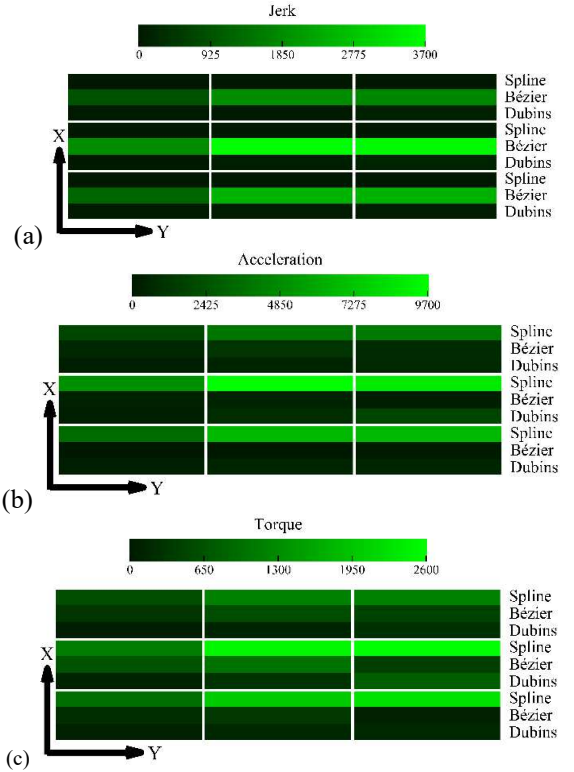 Jerk
0 925 1850 2775 3700
Spline
Bézier
Dubins
Spline
Bézier
Dubins
Spline
Bézier
Dubins
X
Y
(a)
Acceleration
0 2425 4850 7275 9700
Spline
Bézier
Dubins
Spline
Bézier
Dubins
Spline
Bézier
Dubins
X
Y
(b)
Torque
0 650 1300 1950 2600
Spline
Bézier
Dubins
Spline
Bézier
Dubins
Spline
Bézier
Dubins
X
Y
(c)